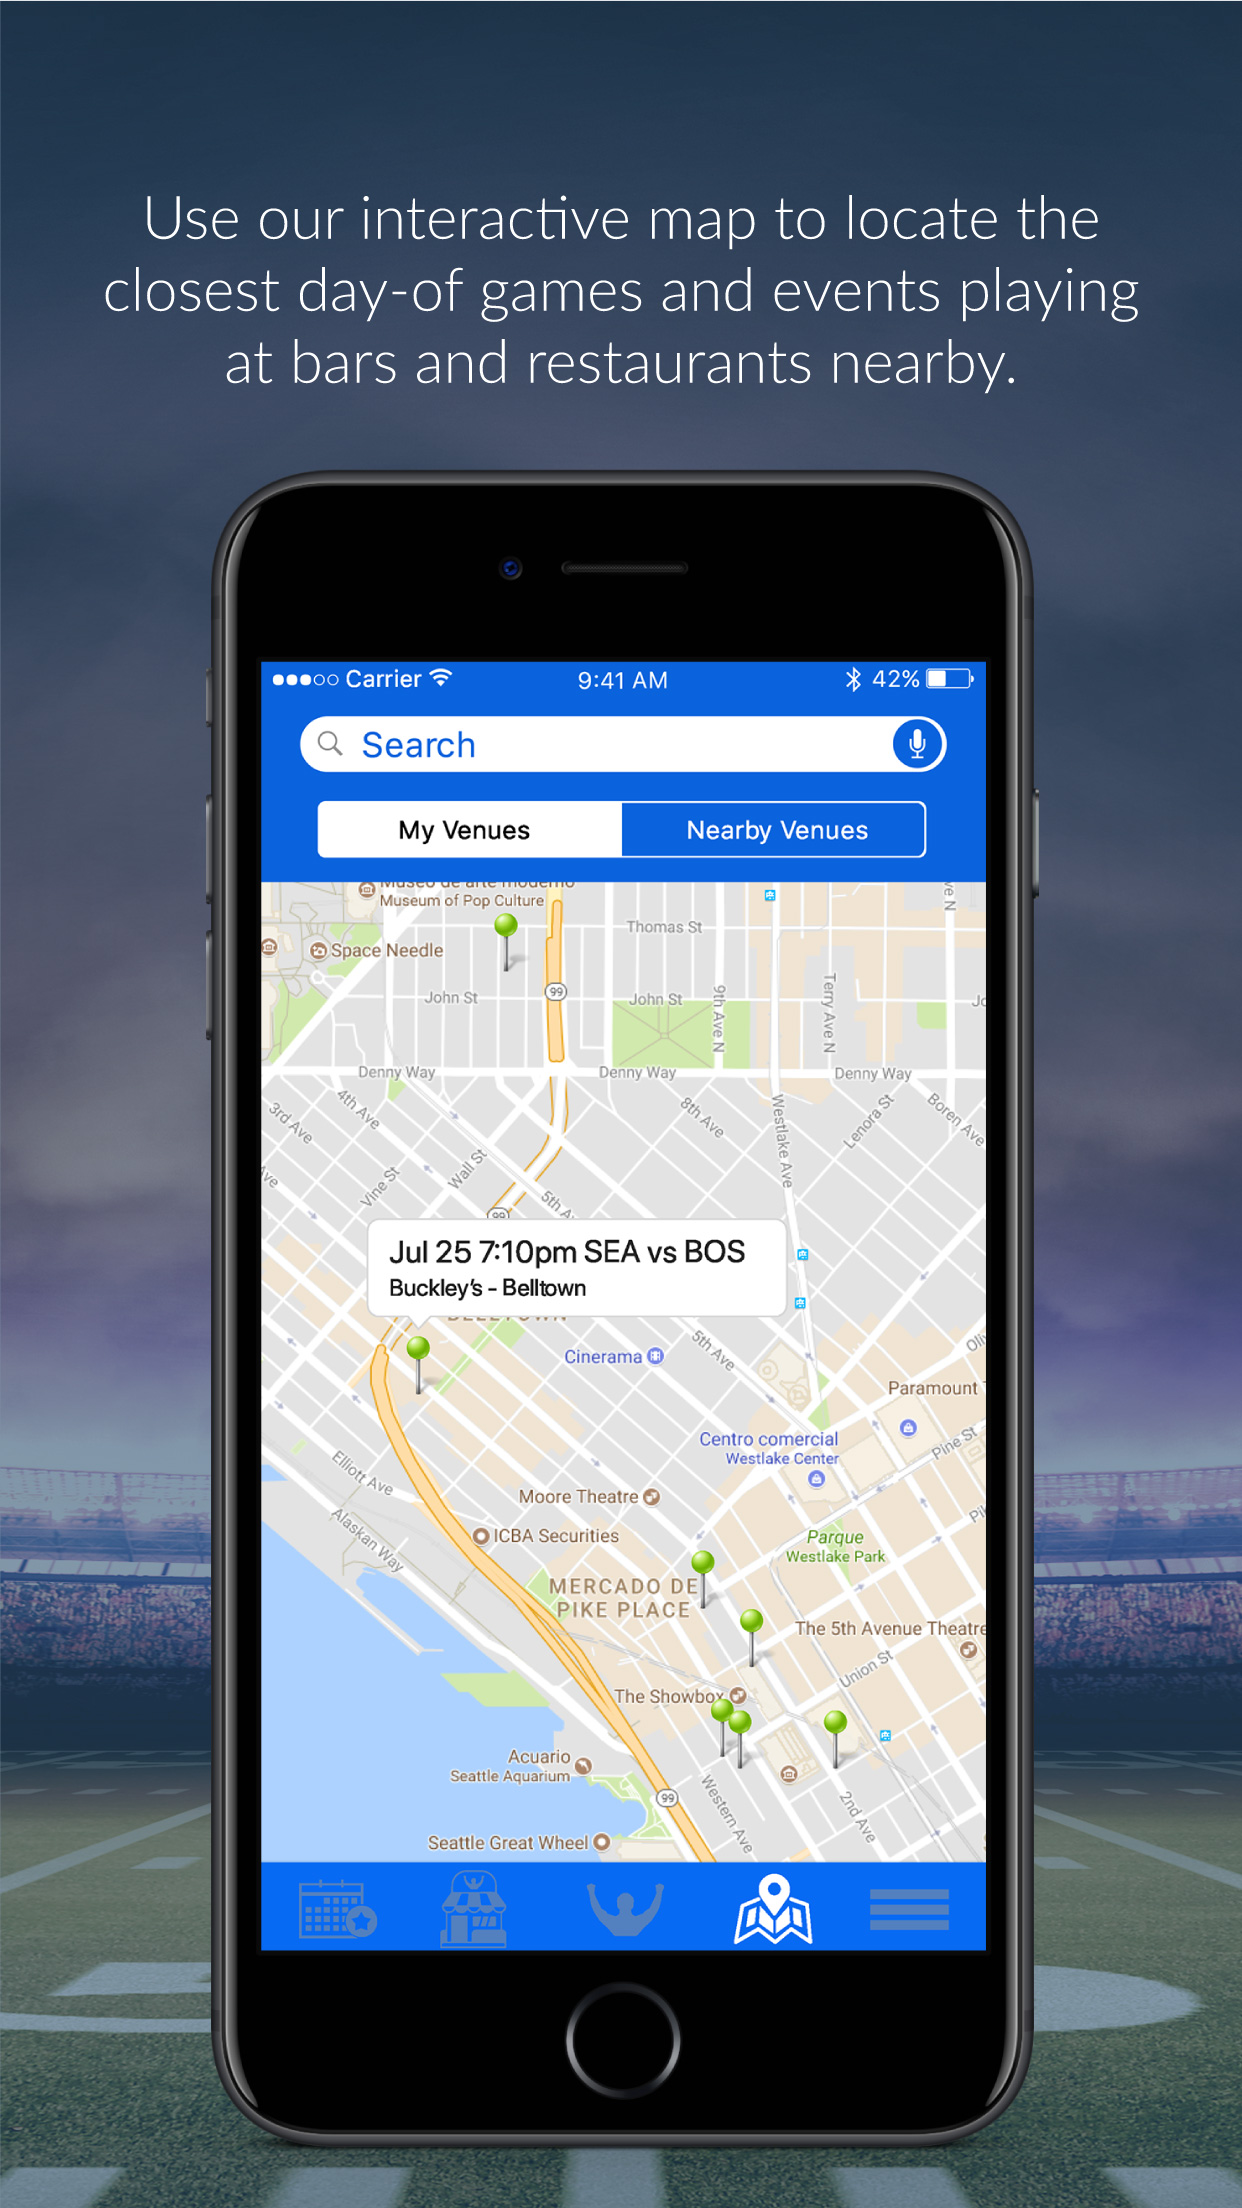 Use our interactive map to locate the
closest day-of games and events playing
at bars and restaurants nearby.
Carrier
9:41 AM
42%
Search
My Venues
Nearby Venues
Museo de arte moderno
Museum of Pop Culture
Thomas St
Space Needle
John St
99
John St
9th Ave N
Terry Ave N
Denny Way
Denny Way
Denny Way
3rd Ave
4th Ave
8th Ave
Westlake Ave
Lenora St
Boren Ave
Vine St
Wall St
5th A
99
Jul 25 7:10pm SEA vs BOS
Buckley's - Belltown
BELLTOWN
Cinerama
5th Ave
Paramount
Centro comercial
Westlake Center
Pine St
Elliott Ave
Moore Theatre
Alaskan Way
ICBA Securities
Parque
Westlake Park
MERCADO DE
PIKE PLACE
The 5th Avenue Theatre
Union St
The Showbox
Acuario
Seattle Aquarium
99
Western Ave
2nd Ave
Seattle Great Wheel